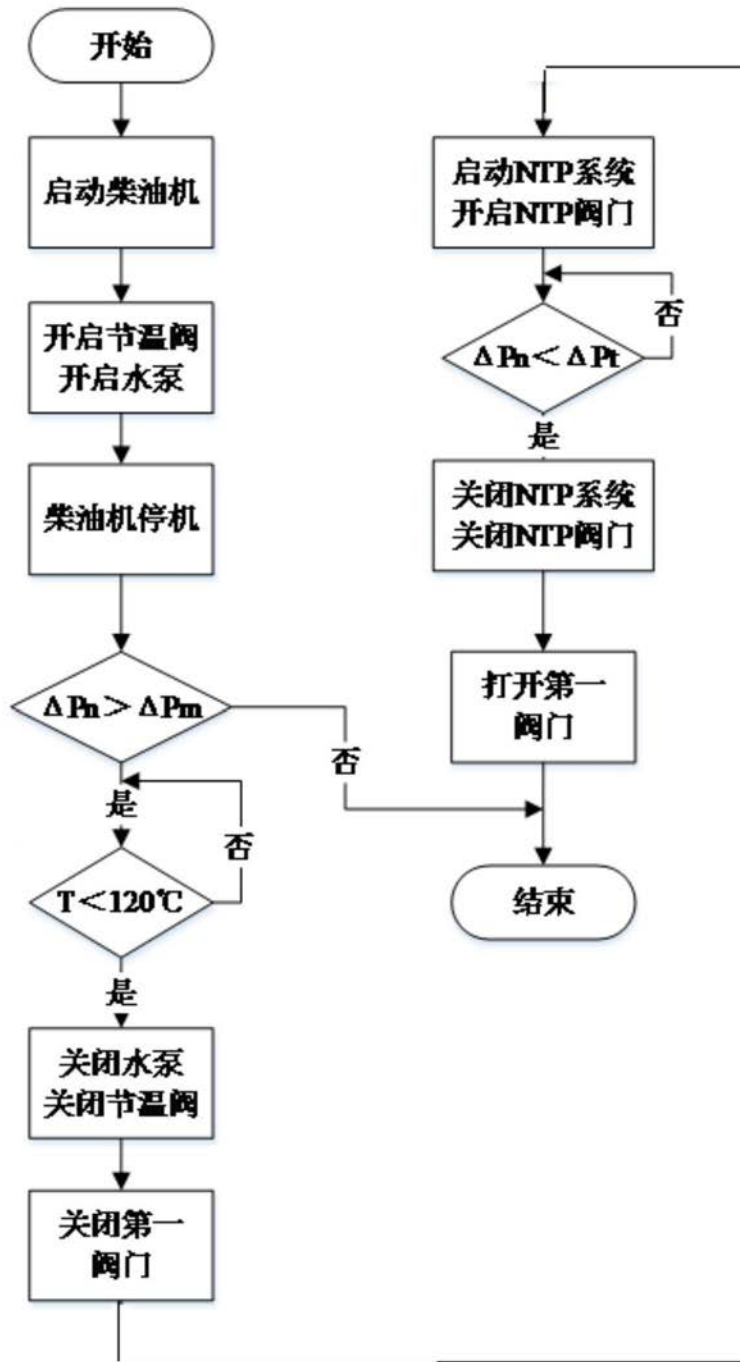 开始
启动柴油机
开启节温阀
开启水泵
柴油机停机
ΔPn＞ΔPm
否
是
否
T＜120℃
是
关闭水泵
关闭节温阀
关闭第一
阀门
启动NTP系统
开启NTP阀门
否
ΔPn＜ΔPt
是
关闭NTP系统
关闭NTP阀门
打开第一
阀门
结束